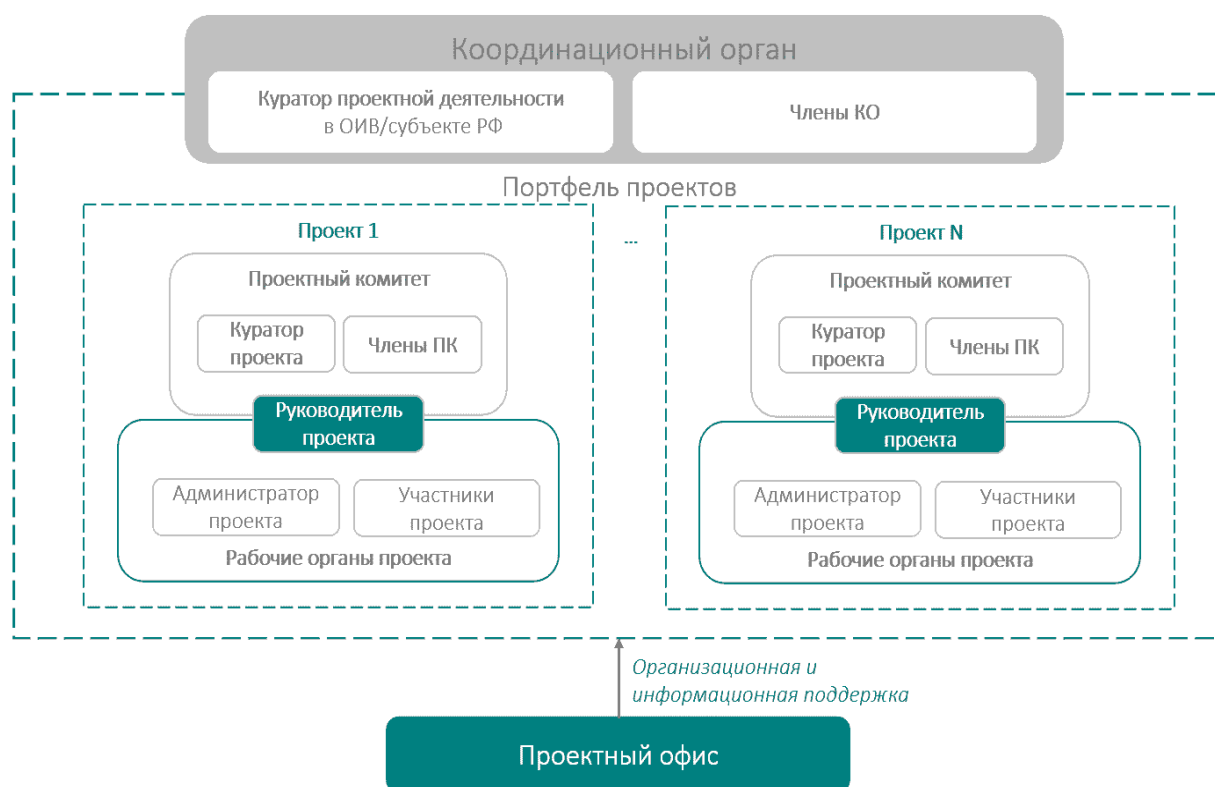 Координационный орган
Куратор проектной деятельности
в ОИВ/субъекте РФ
Члены КО
Портфель проектов
Проект 1
Проектный комитет
Куратор
проекта
Члены ПК
Руководитель
проекта
Администратор
проекта
Участники
проекта
Рабочие органы проекта
...
Проект N
Проектный комитет
Куратор
проекта
Члены ПК
Руководитель
проекта
Администратор
проекта
Участники
проекта
Рабочие органы проекта
Организационная и
информационная поддержка
Проектный офис